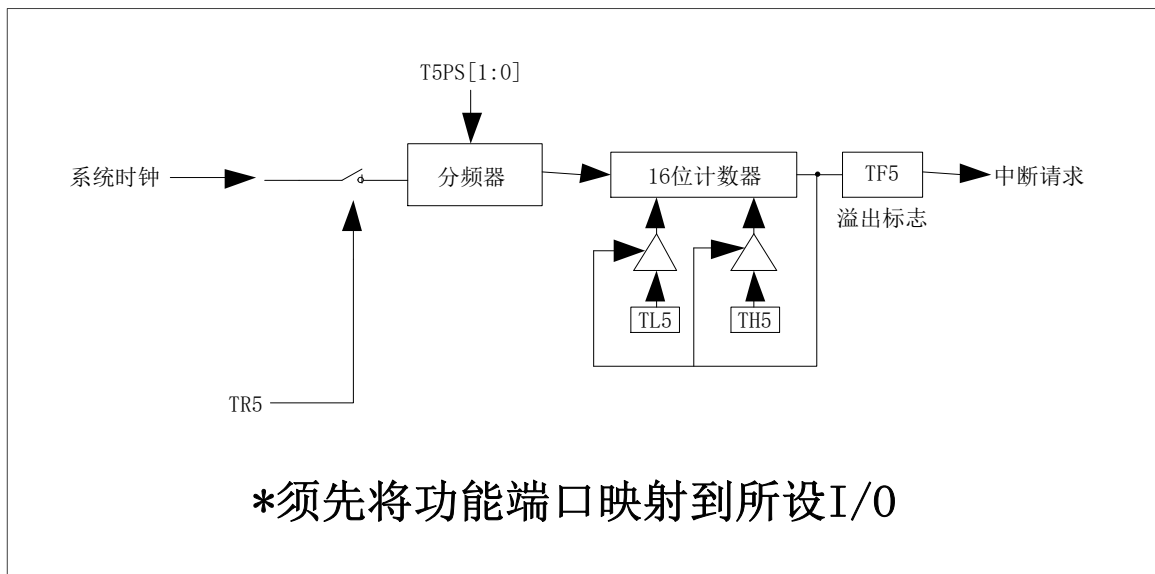 T5PS[1:0]
系统时钟
分频器
16位计数器
TF5
中断请求
溢出标志
TL5
TH5
TR5
*须先将功能端口映射到所设I/O